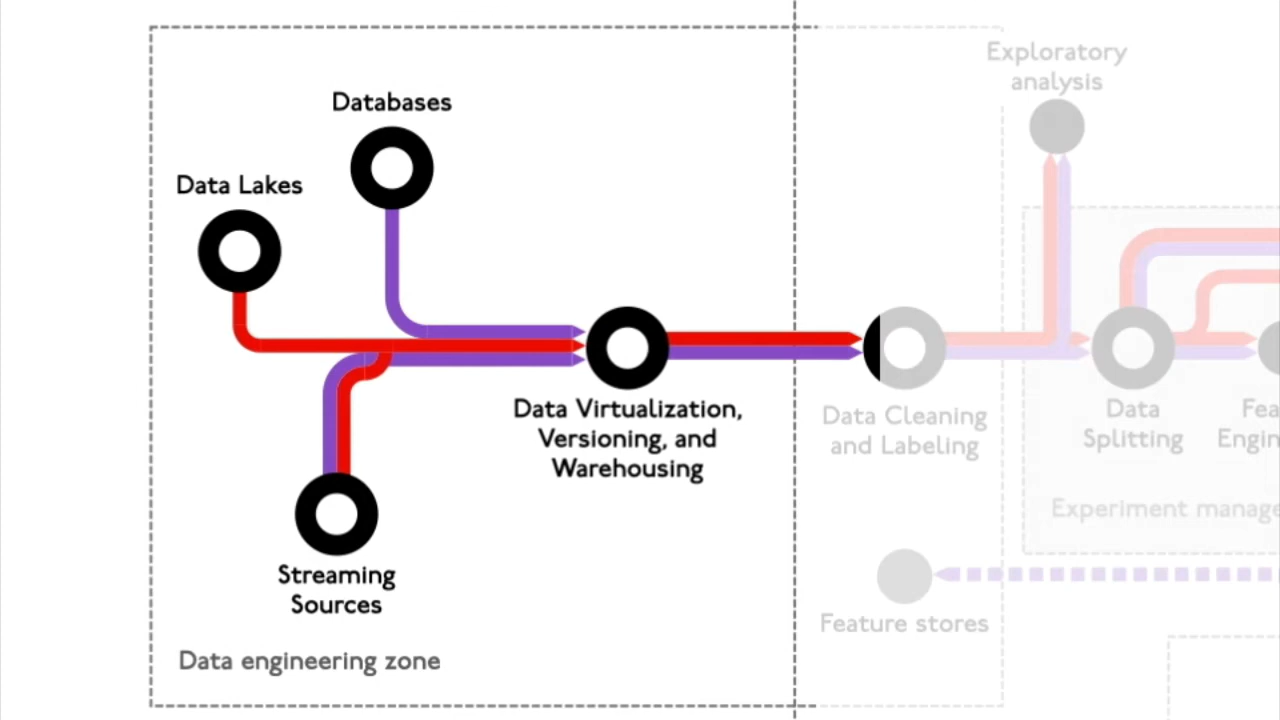 Databases
Data Lakes
Data Virtualization,
Versioning, and
Warehousing
Streaming
Sources
Data engineering zone
Exploratory
analysis
Data Cleaning
and Labeling
Data
Splitting
Feature stores
Experiment